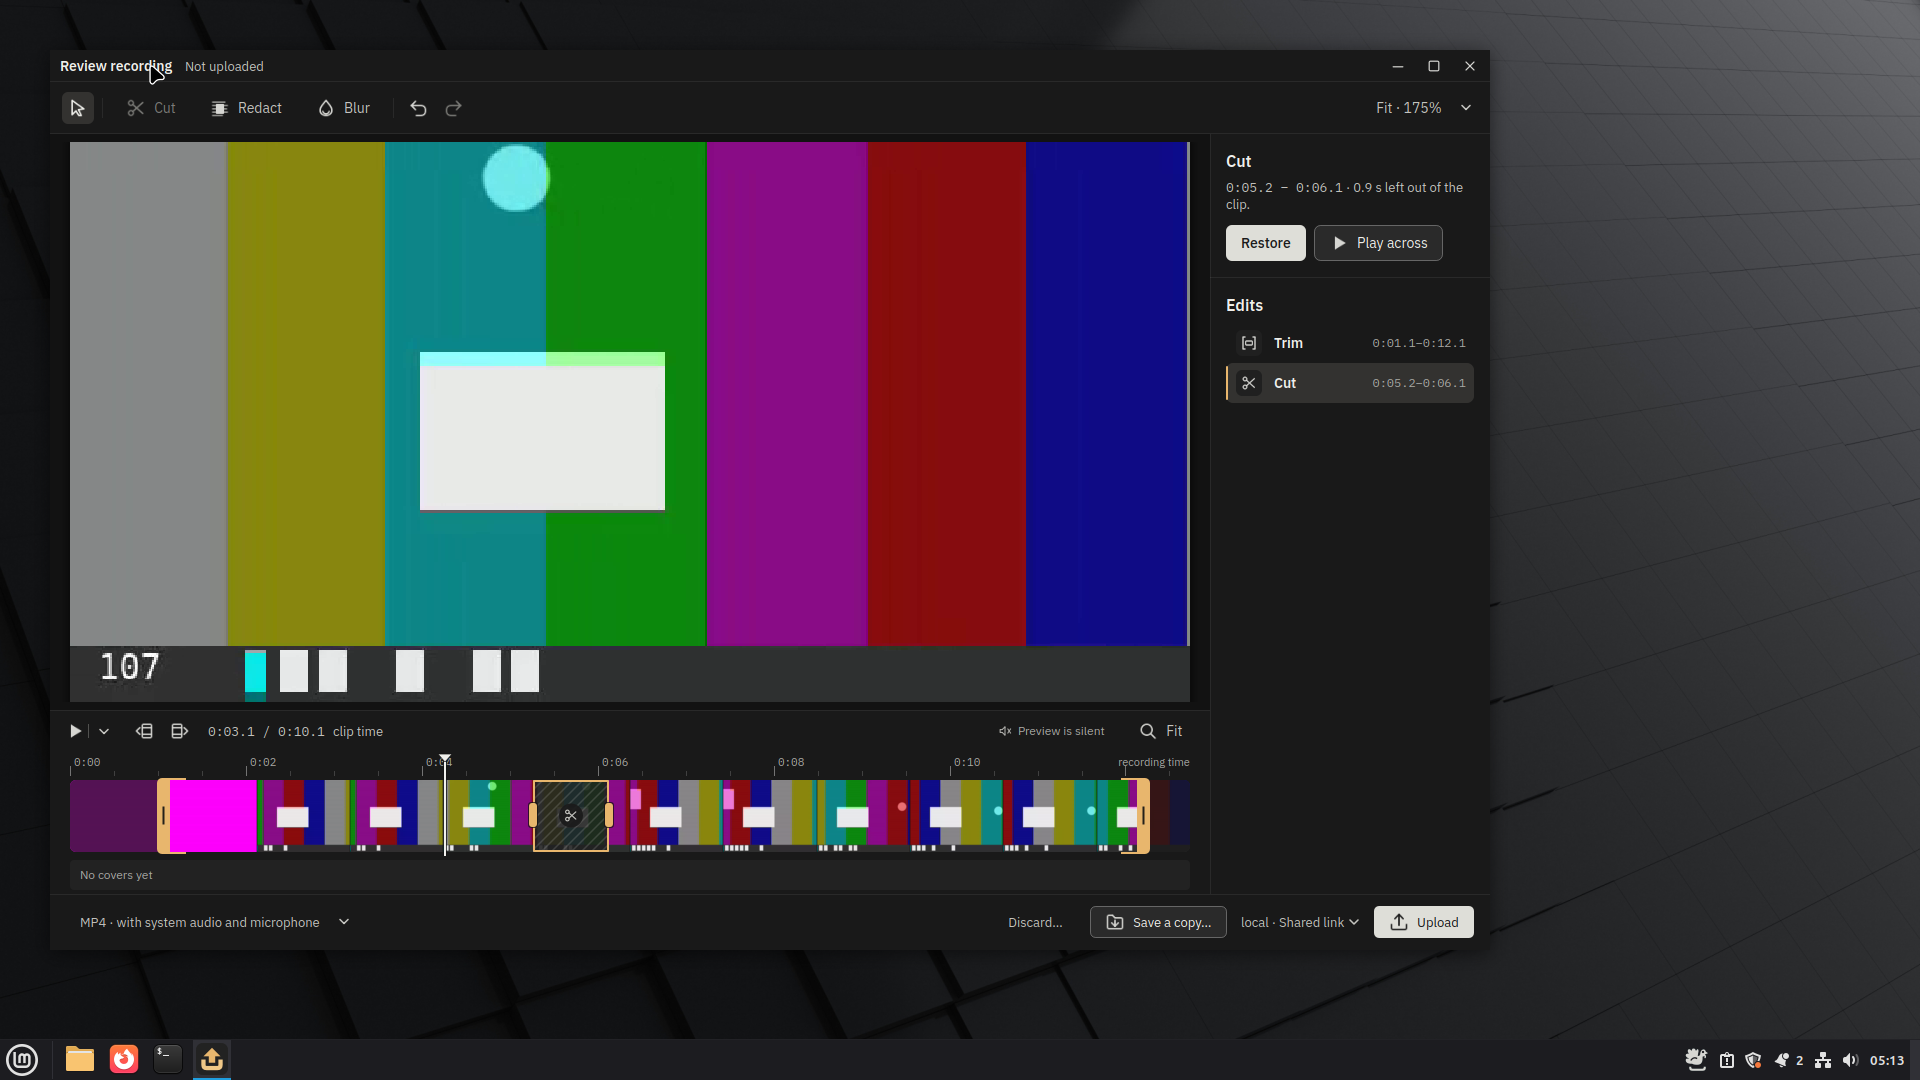 Review recording Not uploaded
Cut Redact Blur Fit · 175%
Cut
0:05.2 – 0:06.1 · 0.9 s left out of the
clip.
Restore Play across
Edits
Trim 0:01.1–0:12.1
Cut 0:05.2–0:06.1
107
0:03.1 / 0:10.1 clip time Preview is silent Fit
0:00 0:02 0:04 0:06 0:08 0:10 recording time
No covers yet
MP4 · with system audio and microphone Discard... Save a copy... local · Shared link Upload
$_
2 05:13